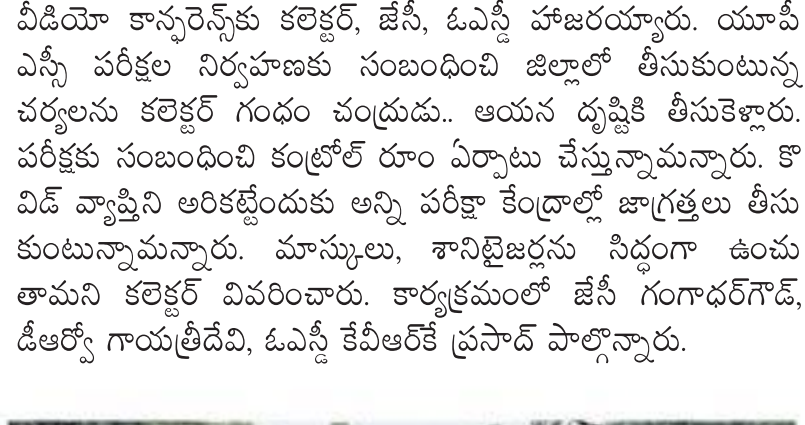 వీడియో కాన్ఫరెన్స్‌కు కలెక్టర్, జేసీ, ఓఎస్డీ హాజరయ్యారు. యూపీ
ఎస్సీ పరీక్షల నిర్వహణకు సంబంధించి జిల్లాలో తీసుకుంటున్న
చర్యలను కలెక్టర్ గంధం చంద్రుడు.. ఆయన దృష్టికి తీసుకెళ్లారు.
పరీక్షకు సంబంధించి కంట్రోల్ రూం ఏర్పాటు చేస్తున్నామన్నారు. కొ
విడ్ వ్యాప్తిని అరికట్టేందుకు అన్ని పరీక్షా కేంద్రాల్లో జాగ్రత్తలు తీసు
కుంటున్నామన్నారు. మాస్కులు, శానిటైజర్లను సిద్ధంగా ఉంచు
తామని కలెక్టర్ వివరించారు. కార్యక్రమంలో జేసీ గంగాధర్‌గౌడ్,
డీఆర్వో గాయత్రీదేవి, ఓఎస్డీ కేవీఆర్‌కే ప్రసాద్ పాల్గొన్నారు.